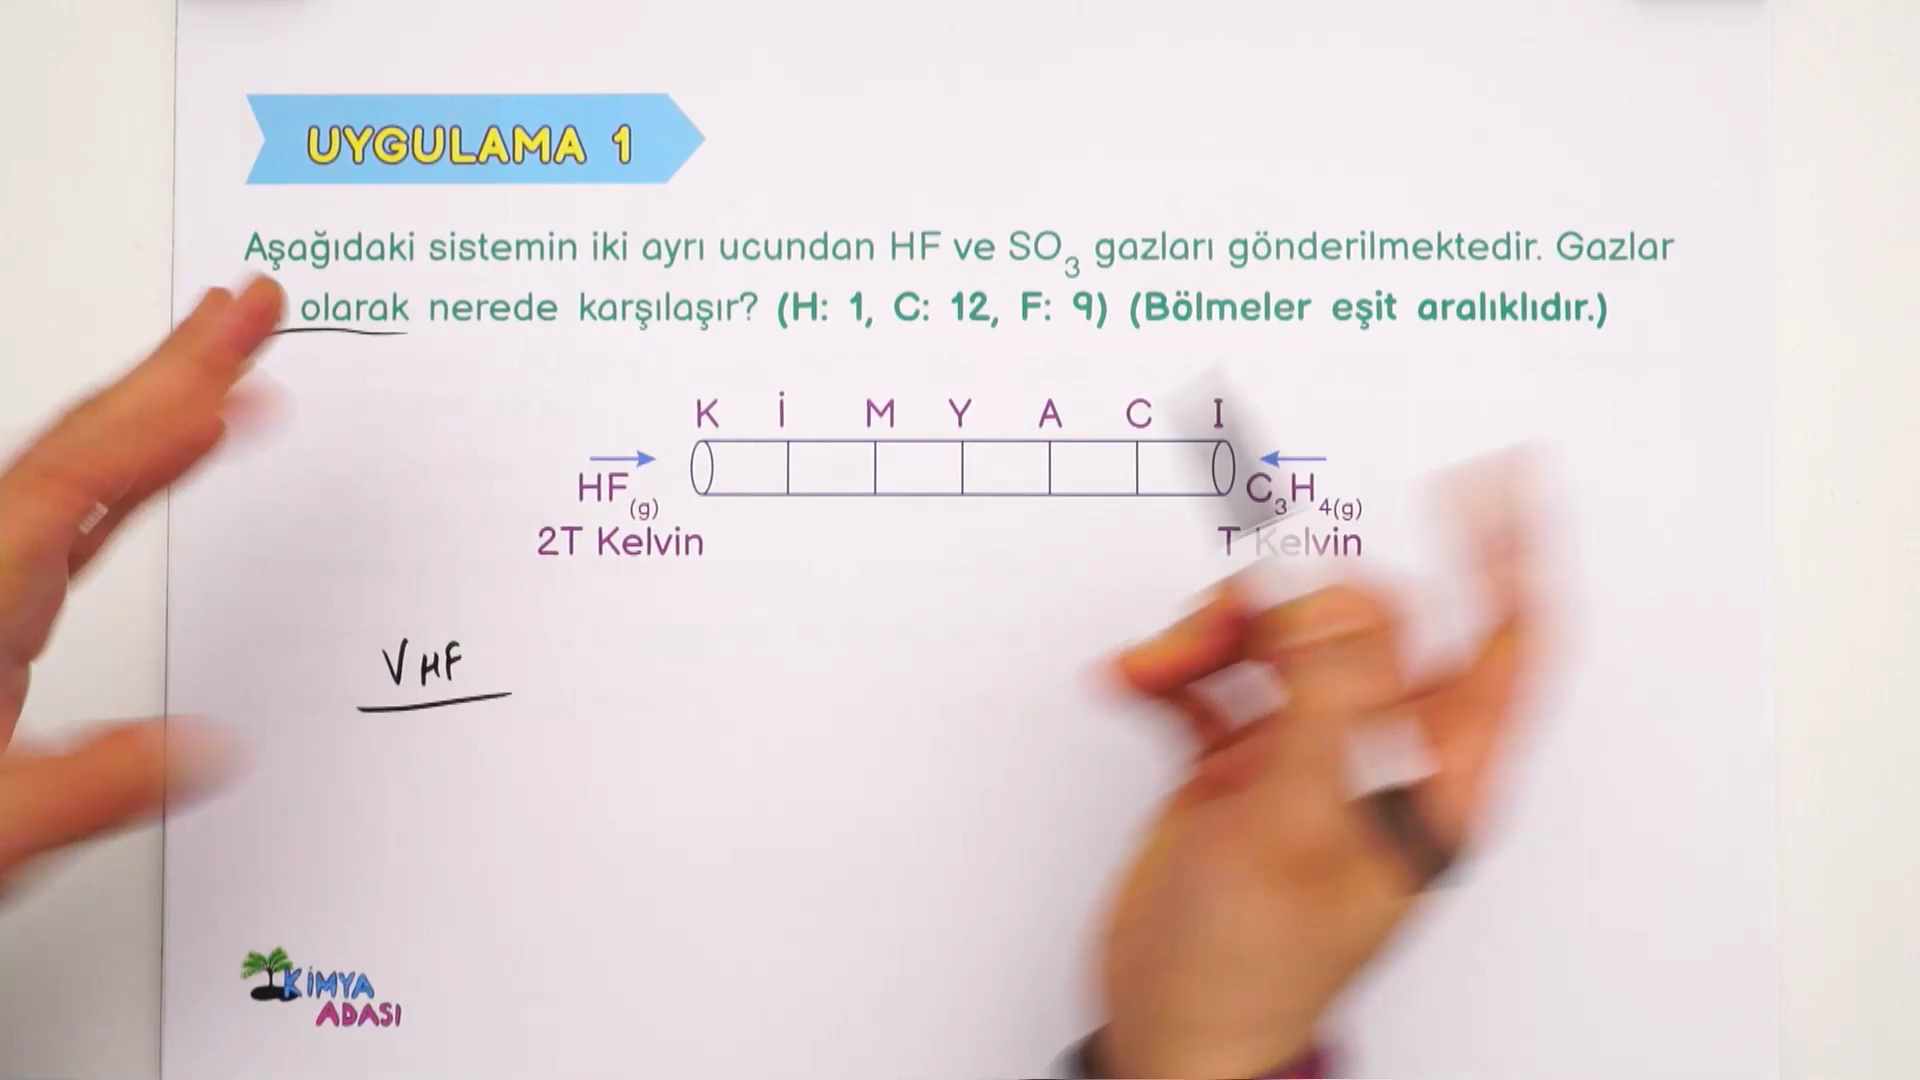 UYGULAMA 1
Aşağıdaki sistemin iki ayrı ucundan HF ve SO₃ gazları gönderilmektedir. Gazlar
olarak nerede karşılaşır? (H: 1, C: 12, F: 9) (Bölmeler eşit aralıklıdır.)
K İ M Y A C I
HF(g) C₃H₄(g)
2T Kelvin T Kelvin
VHF
KİMYA
ADASI